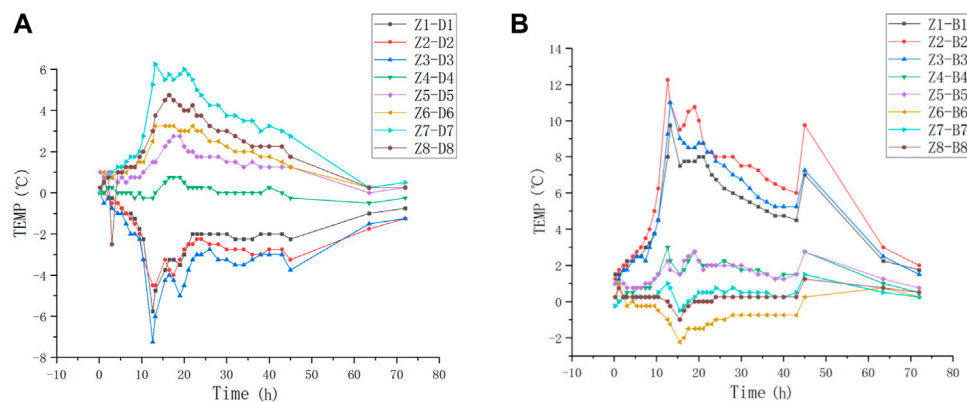 A
Z1-D1
Z2-D2
Z3-D3
Z4-D4
Z5-D5
Z6-D6
Z7-D7
Z8-D8
TEMP (℃)
6
4
2
0
-2
-4
-6
-8
-10 0 10 20 30 40 50 60 70 80
Time (h)
B
Z1-B1
Z2-B2
Z3-B3
Z4-B4
Z5-B5
Z6-B6
Z7-B7
Z8-B8
TEMP (℃)
14
12
10
8
6
4
2
0
-2
-10 0 10 20 30 40 50 60 70 80
Time (h)